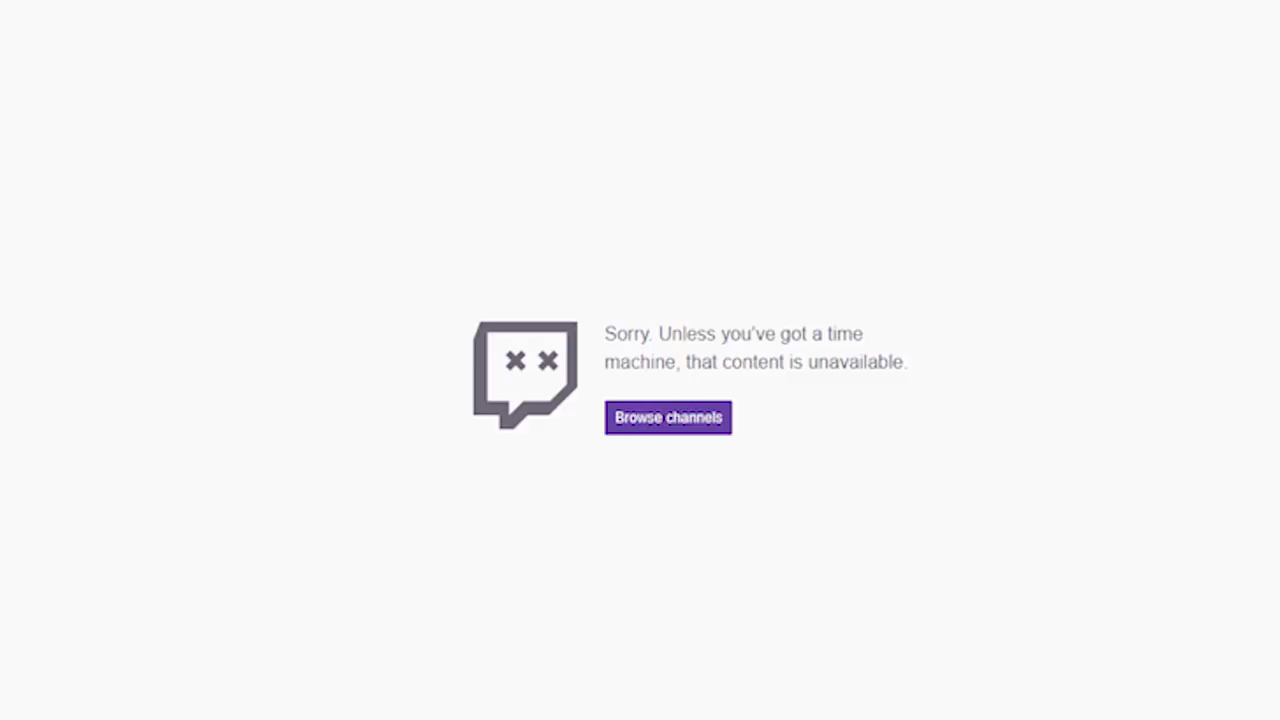 Sorry. Unless you've got a time
machine, that content is unavailable.
Browse channels